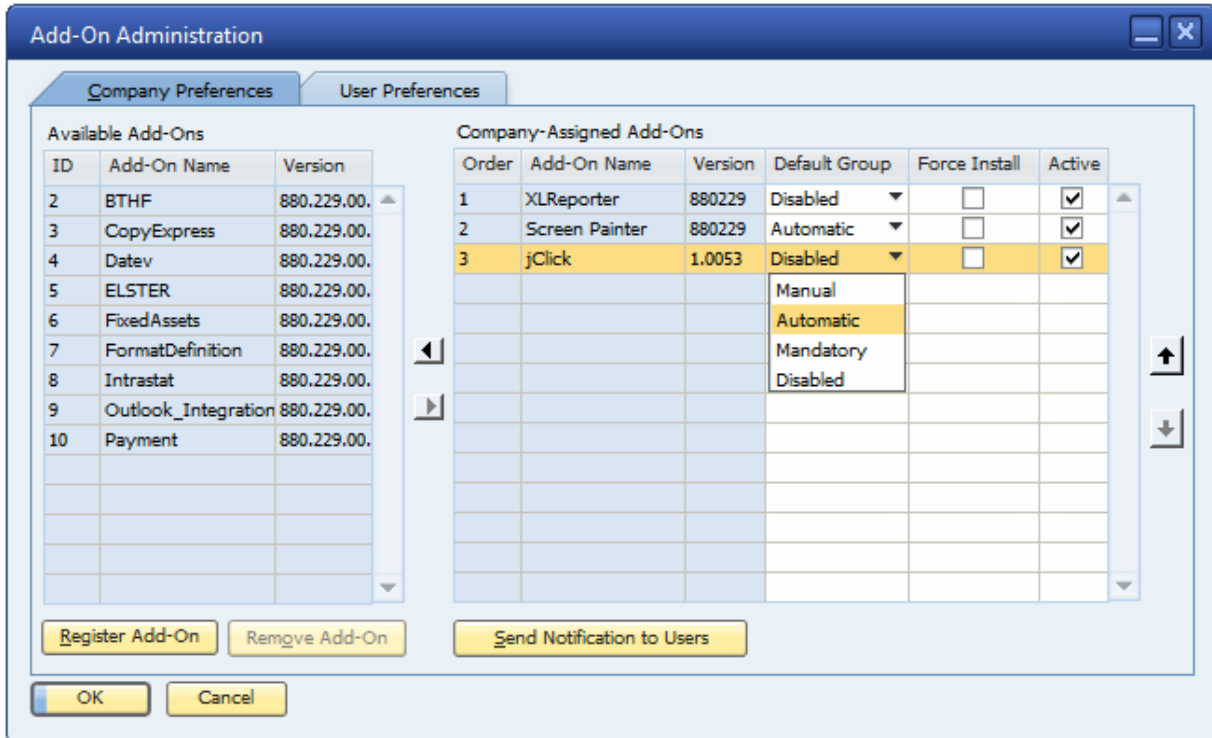 Add-On Administration
Company Preferences User Preferences
Available Add-Ons
ID Add-On Name Version
2 BTHF 880.229.00.
3 CopyExpress 880.229.00.
4 Datev 880.229.00.
5 ELSTER 880.229.00.
6 FixedAssets 880.229.00.
7 FormatDefinition 880.229.00.
8 Intrastat 880.229.00.
9 Outlook_Integration 880.229.00.
10 Payment 880.229.00.
Register Add-On Remove Add-On
Company-Assigned Add-Ons
Order Add-On Name Version Default Group Force Install Active
1 XLReporter 880229 Disabled
2 Screen Painter 880229 Automatic
3 jClick 1.0053 Disabled
Manual
Automatic
Mandatory
Disabled
Send Notification to Users
OK Cancel